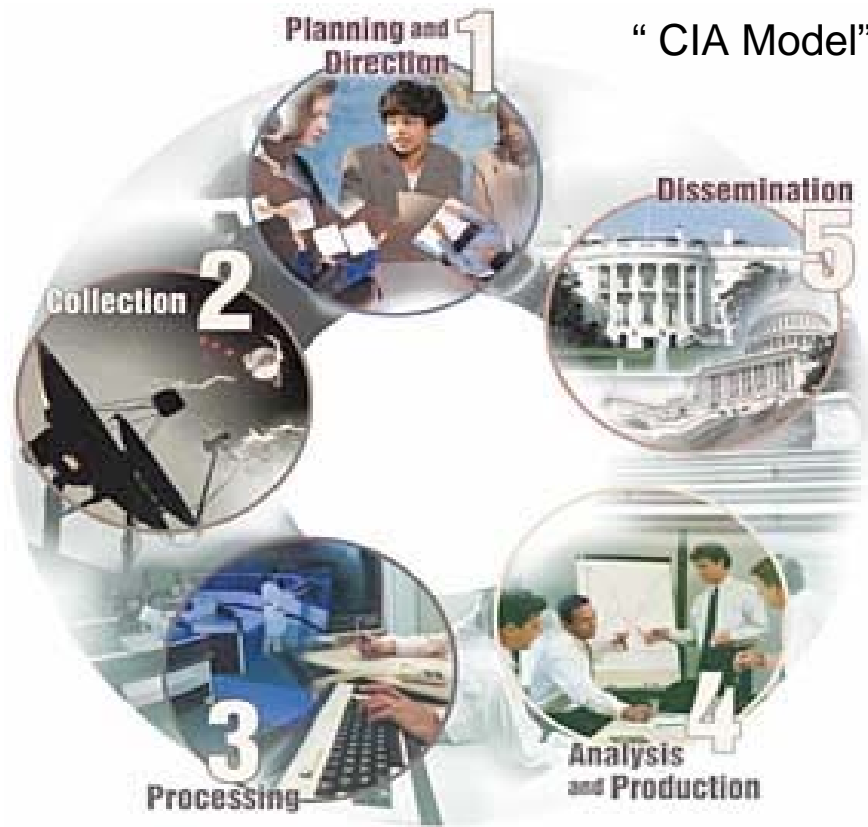 “ CIA Model”
Planning and
Direction
1
Collection 2
3
Processing
4
Analysis
and Production
Dissemination
5